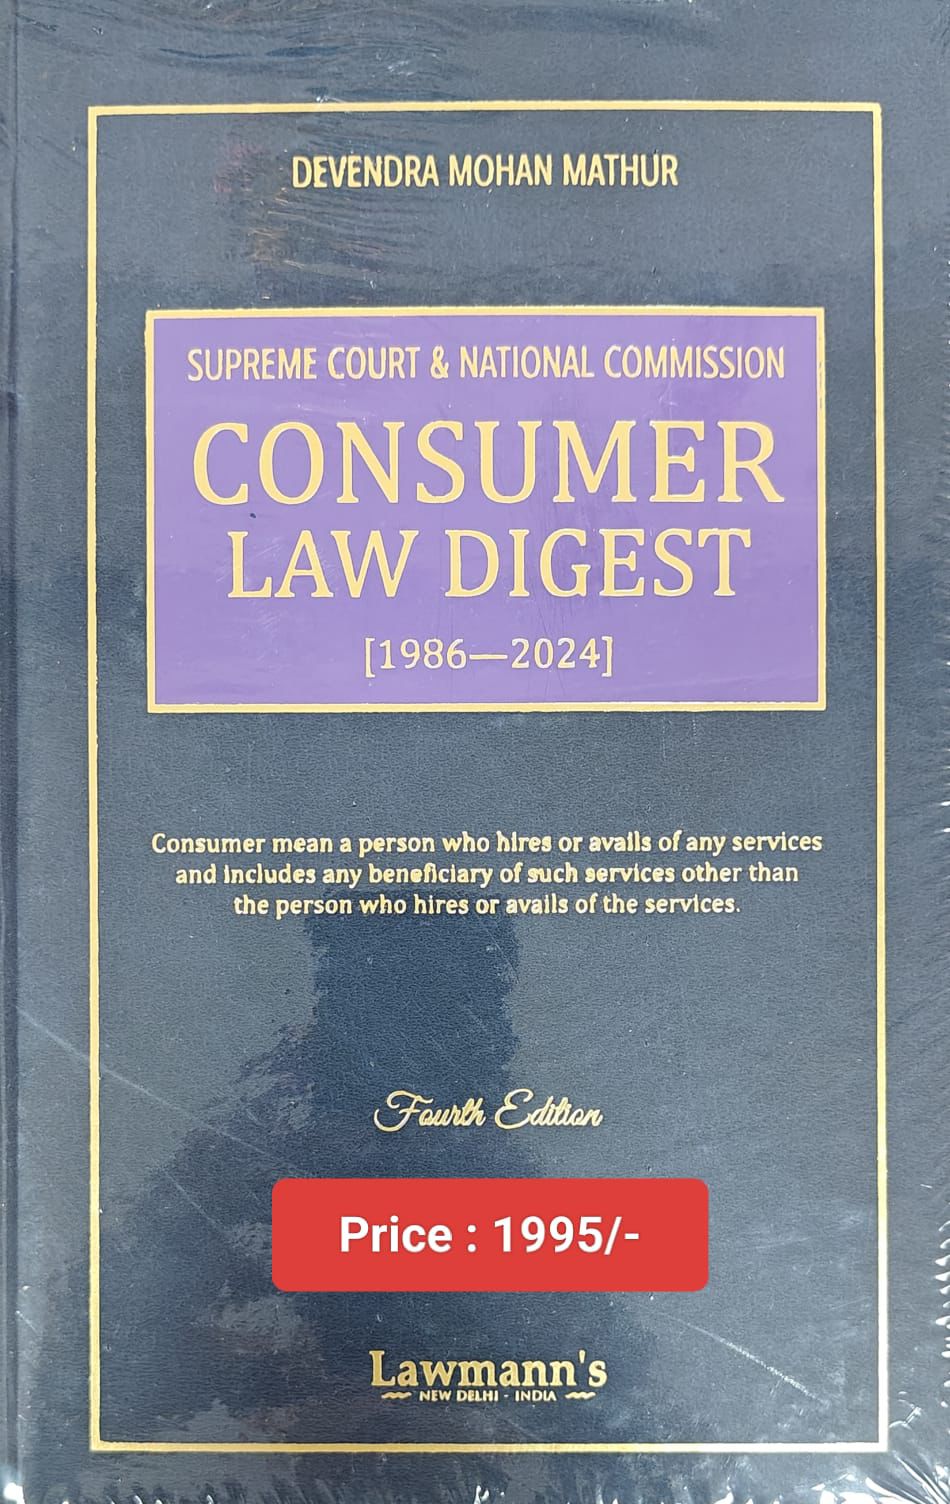 DEVENDRA MOHAN MATHUR
SUPREME COURT & NATIONAL COMMISSION
CONSUMER
LAW DIGEST
[1986—2024]
Consumer mean a person who hires or avails of any services
and includes any beneficiary of such services other than
the person who hires or avails of the services.
Fourth Edition
Price : 1995/-
Lawmann's
NEW DELHI - INDIA